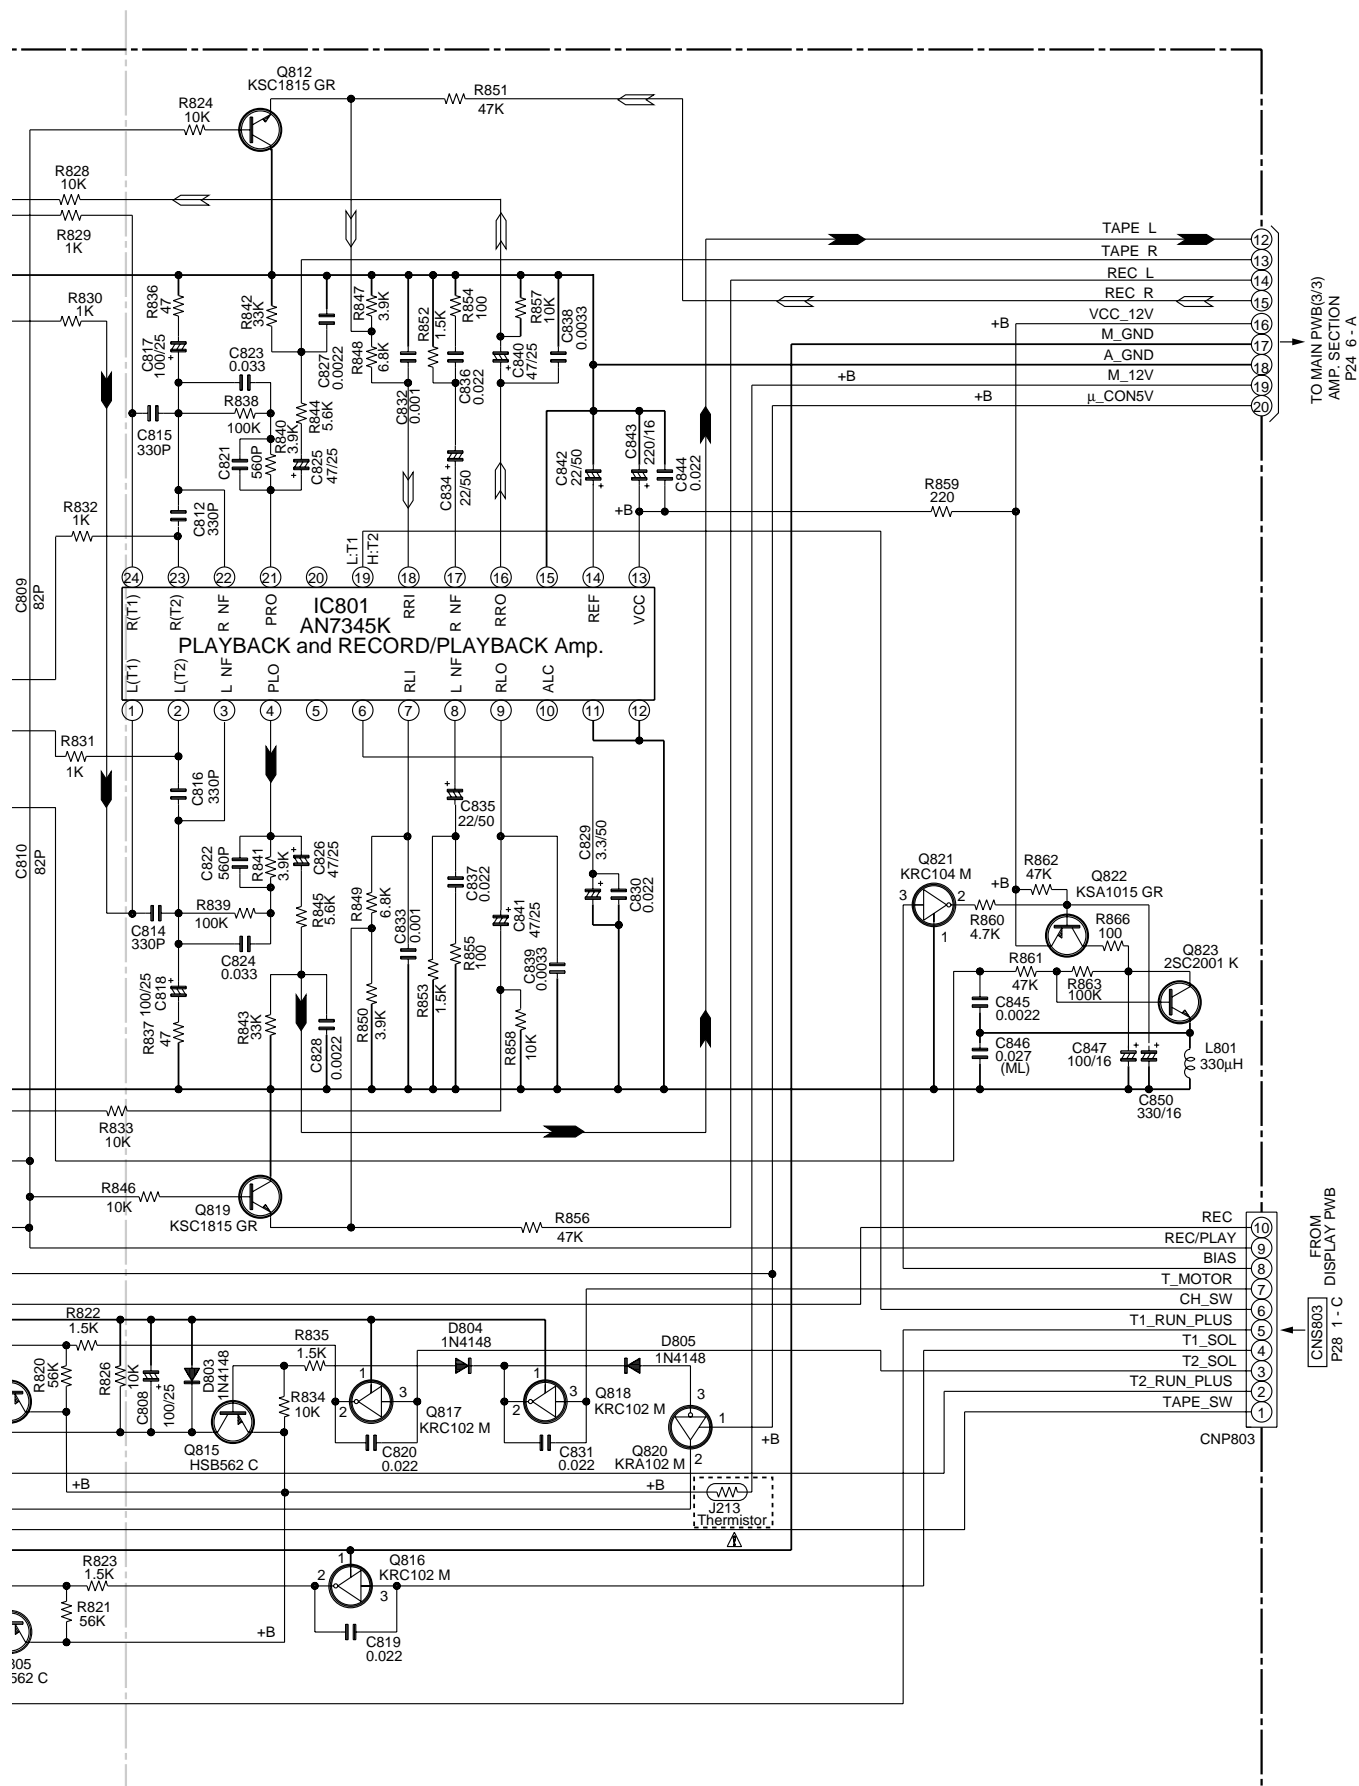 Q812
KSC1815 GR
R824
10K
R851
47K
R828
10K
R829
1K
TAPE L
12
TAPE R
13
REC L
14
REC R
15
VCC_12V
16
M_GND
17
A_GND
18
M_12V
19
μ_CON5V
20
+B
+B
+B
TO MAIN PWB(3/3)
AMP. SECTION
P24 6 - A
R830
1K
R836
47
C817
100/25
R842
33K
C823
0.033
C827
0.0022
R847
3.9K
R848
6.8K
C832
0.001
R852
1.5K
R854
100
C836
0.022
R857
10K
C840
47/25
C838
0.0033
R838
100K
C815
330P
C821
560P
R840
3.9K
R844
5.6K
C825
47/25
C834
22/50
C842
22/50
C843
220/16
C844
0.022
R859
220
+B
R832
1K
C812
330P
L:T1
H:T2
C809
82P
24
23
22
21
20
19
18
17
16
15
14
13
R(T1)
R(T2)
R NF
PRO
RRI
R NF
RRO
REF
VCC
IC801
AN7345K
PLAYBACK and RECORD/PLAYBACK Amp.
L(T1)
L(T2)
L NF
PLO
RLI
L NF
RLO
ALC
1
2
3
4
5
6
7
8
9
10
11
12
R831
1K
C816
330P
C835
22/50
C829
3.3/50
C810
82P
C822
560P
R841
3.9K
C826
47/25
R839
100K
R845
5.6K
R849
6.8K
C833
0.001
C837
0.022
C841
47/25
C830
0.022
C814
330P
C824
0.033
R855
100
C839
0.0033
C818
100/25
R837
47
R843
33K
C828
0.0022
R850
3.9K
R853
1.5K
R858
10K
Q821
KRC104 M
3
2
1
R862
47K
+B
Q822
KSA1015 GR
R860
4.7K
R866
100
Q823
2SC2001 K
R861
47K
R863
100K
C845
0.0022
C846
0.027
(ML)
C847
100/16
L801
330μH
C850
330/16
R833
10K
R846
10K
Q819
KSC1815 GR
R856
47K
REC
10
REC/PLAY
9
BIAS
8
T_MOTOR
7
CH_SW
6
T1_RUN_PLUS
5
T1_SOL
4
T2_SOL
3
T2_RUN_PLUS
2
TAPE_SW
1
CNP803
FROM
DISPLAY PWB
CNS803
P28 1 - C
R822
1.5K
R820
56K
R826
10K
C808
100/25
D803
1N4148
R835
1.5K
R834
10K
Q815
HSB562 C
1
2
3
Q817
KRC102 M
C820
0.022
D804
1N4148
1
2
3
Q818
KRC102 M
C831
0.022
D805
1N4148
3
1
2
Q820
KRA102 M
+B
+B
+B
J213
Thermistor
R823
1.5K
R821
56K
+B
1
2
3
Q816
KRC102 M
C819
0.022
805
562 C